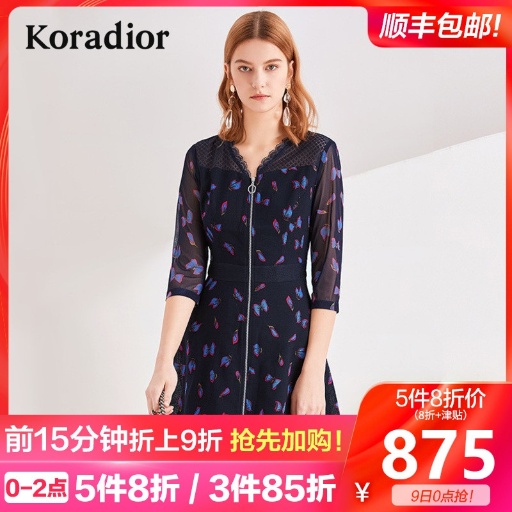 Koradior
顺丰包邮!
5件8折价
(8折+津贴)
前15分钟折上9折 抢先加购!
¥ 875
0-2点 5件8折 / 3件85折
9日0点抢!